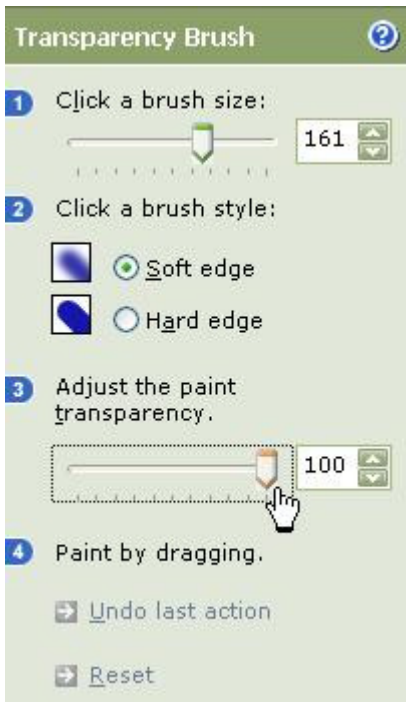 Transparency Brush ?
1 Click a brush size:
161
2 Click a brush style:
Soft edge
Hard edge
3 Adjust the paint
transparency.
100
4 Paint by dragging.
Undo last action
Reset